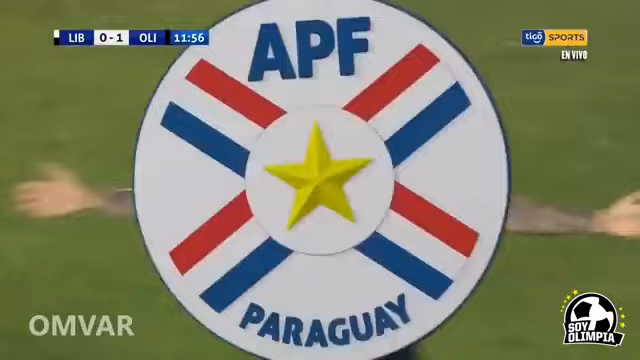 LIB 0 - 1 OLI 11:56
tigo SPORTS
EN VIVO
APF
PARAGUAY
OMVAR
SOY
OLIMPIA